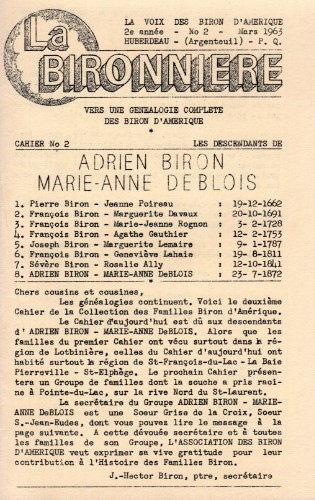 LA VOIX DES BIRON D'AMERIQUE
2e année - No 2 - Mars 1963
HUBERDEAU - (Argenteuil) - P. Q.
La
BIRONNIERE
VERS UNE GENEALOGIE COMPLETE
DES BIRON D'AMERIQUE
*
CAHIER No 2 LES DESCENDANTS DE
ADRIEN BIRON
MARIE-ANNE DEBLOIS
1. Pierre Biron - Jeanne Poireau : 19-12-1662
2. François Biron - Marguerite Davaux : 20-10-1691
3. François Biron - Marie-Jeanne Rognon : 3- 2-1728
4. François Biron - Agathe Gauthier : 12- 2-1753
5. Joseph Biron - Marguerite Lemaire : 9- 1-1787
6. François Biron - Geneviève Lahaie : 19- 8-1811
7. Sévère Biron - Rosalie Ally : 12-10-1841
8. ADRIEN BIRON - MARIE-ANNE DeBLOIS : 23- 7-1872
*
Chers cousins et cousines,
Les généalogies continuent. Voici le deuxième
Cahier de la Collection des Familles Biron d'Amérique.
Le Cahier d'aujourd'hui est dû aux descendants
d'ADRIEN BIRON - MARIE-ANNE DeBLOIS. Alors que les
familles du premier Cahier ont vécu surtout dans la
région de Lotbinière, celles du Cahier d'aujourd'hui ont
habité surtout la région de St-François-du-Lac - La Baie
Pierreville - St-Elphège. Le prochain Cahier présen-
tera un Groupe de familles dont la souche a pris raci-
ne à Pointe-du-Lac, sur la rive Nord du St-Laurent.
La secrétaire du Groupe ADRIEN BIRON - MARIE-
ANNE DeBLOIS est une Soeur Grise de la Croix, Soeur
S.-Jean-Eudes, dont vous pouvez lire le message à la
page suivante. A cette dévouée secrétaire et à toutes
les familles de son Groupe, L'ASSOCIATION DES BIRON
D'AMERIQUE veut exprimer sa vive gratitude pour leur
contribution à l'Histoire des Familles Biron.
J.-Hector Biron, ptre, secrétaire